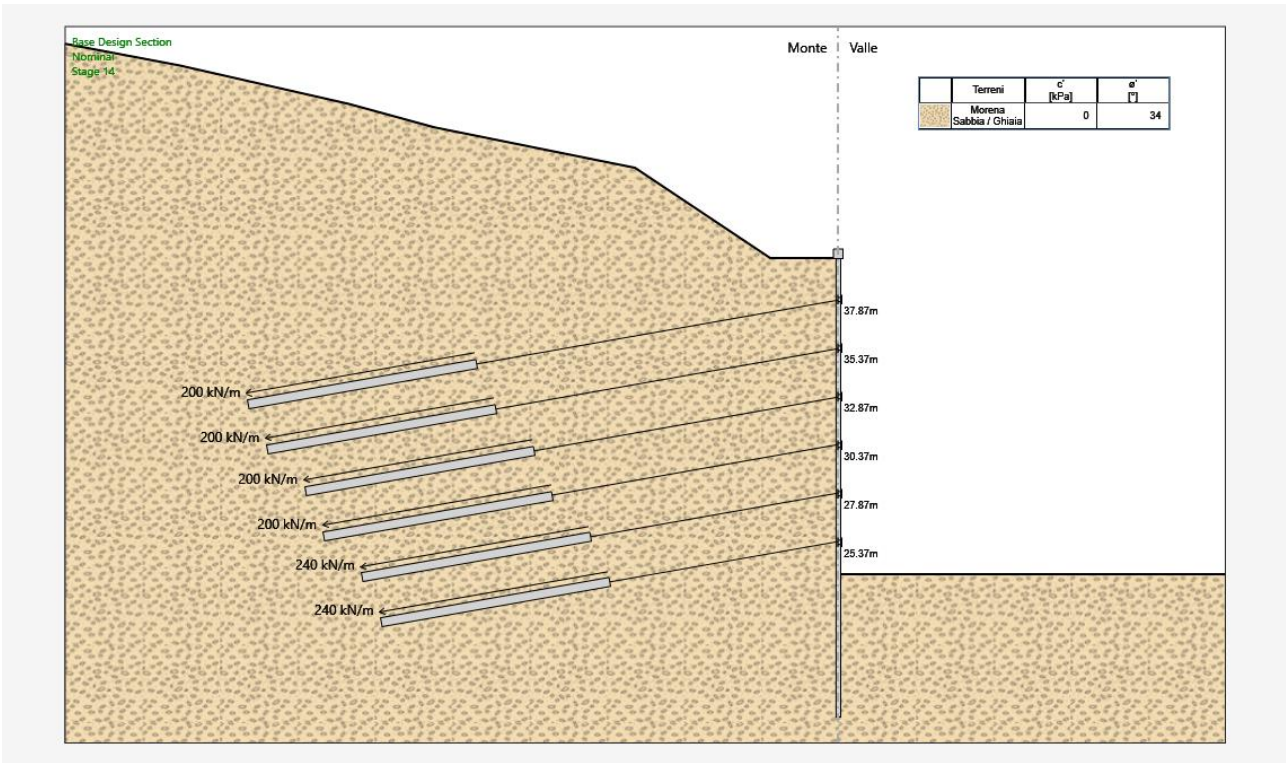 Base Design Section
Nominal
Stage 14
Monte
Valle
Terreni
c'
[kPa]
ø'
[°]
Morena
Sabbia / Ghiaia
0
34
37.87m
35.37m
32.87m
30.37m
27.87m
25.37m
200 kN/m
200 kN/m
200 kN/m
200 kN/m
240 kN/m
240 kN/m